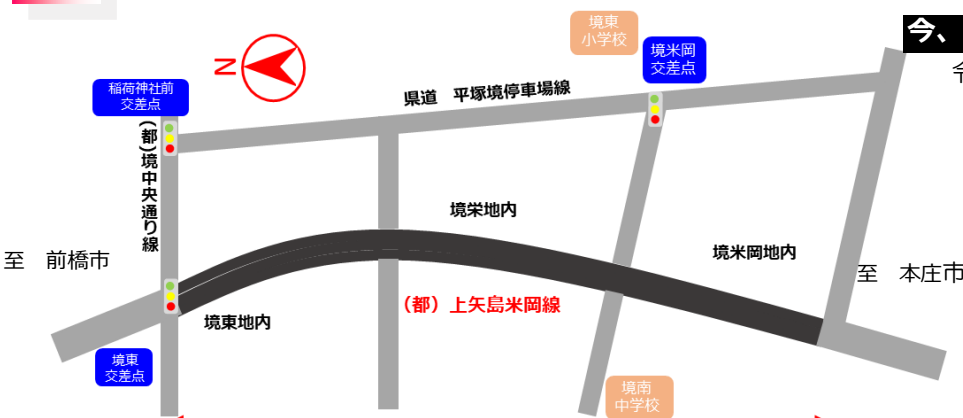 今、
境東
小学校
境米岡
交差点
N
稲荷神社前
交差点
県道 平塚境停車場線
(都)境中央通り線
境栄地内
境米岡地内
至 前橋市
至 本庄市
(都)上矢島米岡線
境東地内
境東
交差点
境南
中学校